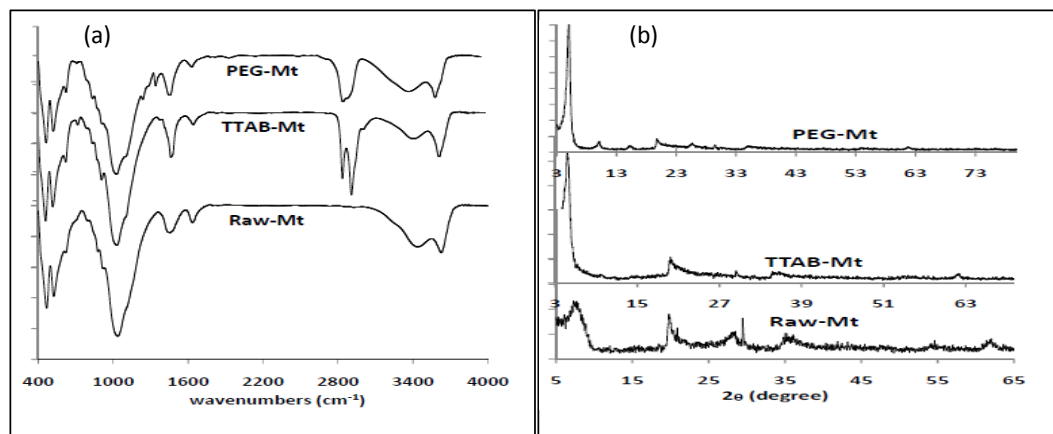 (a)
PEG-Mt
TTAB-Mt
Raw-Mt
400 1000 1600 2200 2800 3400 4000
wavenumbers (cm⁻¹)
(b)
PEG-Mt
3 13 23 33 43 53 63 73
TTAB-Mt
3 15 27 39 51 63
Raw-Mt
5 15 25 35 45 55 65
2θ (degree)